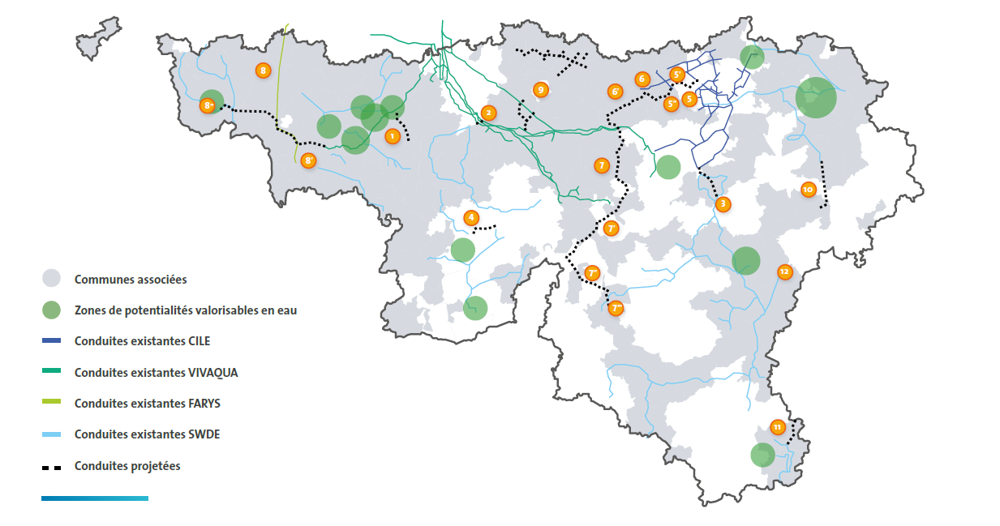 8
8"
8'
1
2
9
6
6'
5'
5"
5
7
7'
7"
7'''
3
10
4
12
11
Communes associées
Zones de potentialités valorisables en eau
Conduites existantes CILE
Conduites existantes VIVAQUA
Conduites existantes FARYS
Conduites existantes SWDE
Conduites projetées